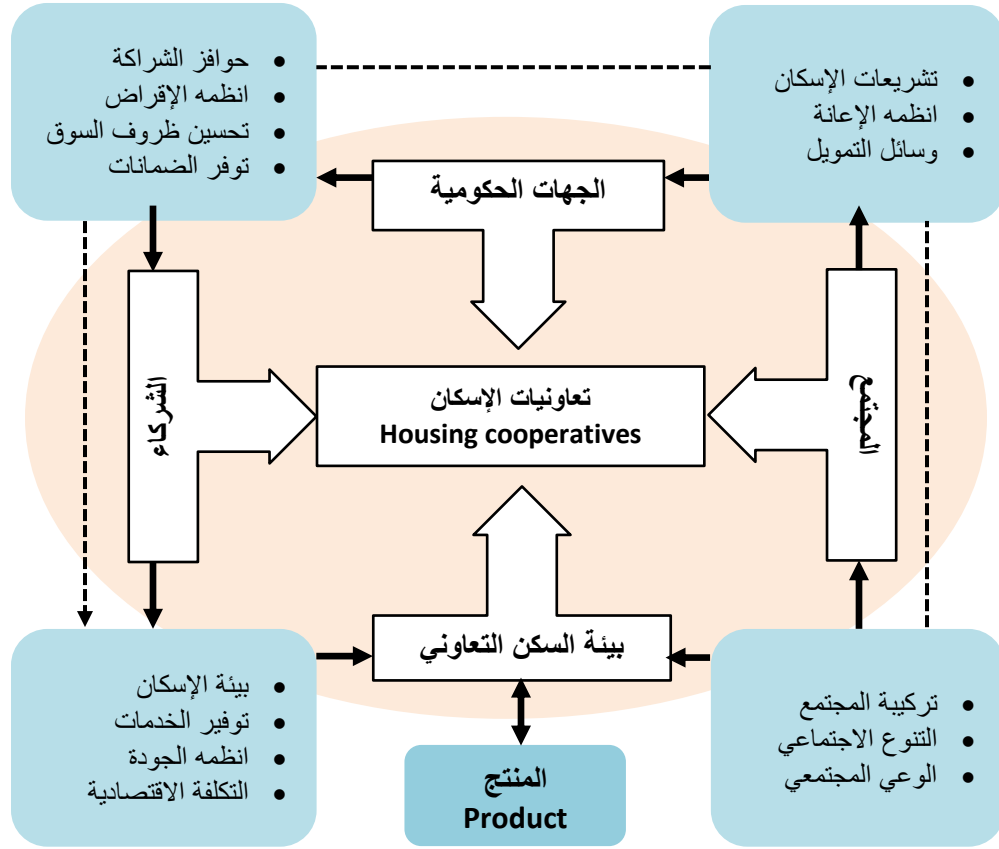 تشريعات الإسكان
انظمه الإعانة
وسائل التمويل
حوافز الشراكة
انظمه الإقراض
تحسين ظروف السوق
توفر الضمانات
الجهات الحكومية
المجتمع
تعاونيات الإسكان
Housing cooperatives
الشركاء
بيئة السكن التعاوني
تركيبة المجتمع
التنوع الاجتماعي
الوعي المجتمعي
بيئة الإسكان
توفير الخدمات
انظمه الجودة
التكلفة الاقتصادية
المنتج
Product